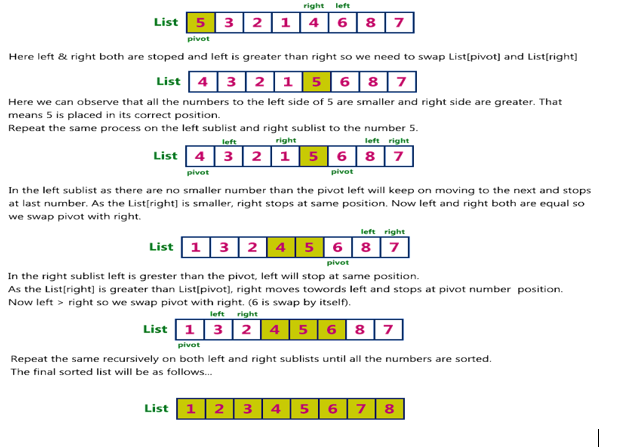 right left
List 5 3 2 1 4 6 8 7
pivot
Here left & right both are stoped and left is greater than right so we need to swap List[pivot] and List[right]
List 4 3 2 1 5 6 8 7
Here we can observe that all the numbers to the left side of 5 are smaller and right side are greater. That
means 5 is placed in its correct position.
Repeat the same process on the left sublist and right sublist to the number 5.
left right left right
List 4 3 2 1 5 6 8 7
pivot pivot
In the left sublist as there are no smaller number than the pivot left will keep on moving to the next and stops
at last number. As the List[right] is smaller, right stops at same position. Now left and right both are equal so
we swap pivot with right.
left right
List 1 3 2 4 5 6 8 7
pivot
In the right sublist left is grester than the pivot, left will stop at same position.
As the List[right] is greater than List[pivot], right moves towords left and stops at pivot number position.
Now left > right so we swap pivot with right. (6 is swap by itself).
left right
List 1 3 2 4 5 6 8 7
pivot
Repeat the same recursively on both left and right sublists until all the numbers are sorted.
The final sorted list will be as follows...
List 1 2 3 4 5 6 7 8